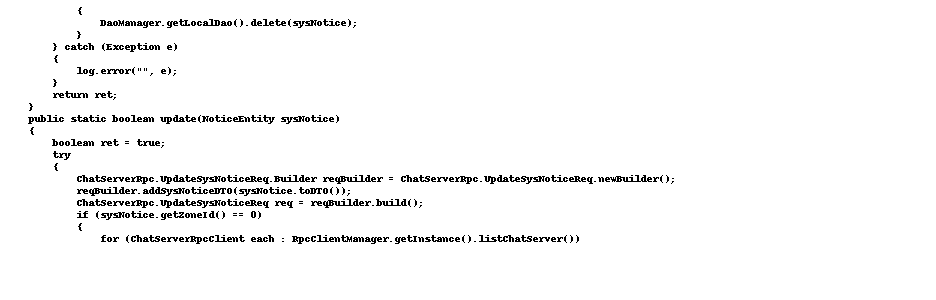 {
DaoManager.getLocalDao().delete(sysNotice);
}
} catch (Exception e)
{
log.error("", e);
}
return ret;
}
public static boolean update(NoticeEntity sysNotice)
{
boolean ret = true;
try
{
ChatServerRpc.UpdateSysNoticeReq.Builder reqBuilder = ChatServerRpc.UpdateSysNoticeReq.newBuilder();
reqBuilder.addSysNoticeDTO(sysNotice.toDTO());
ChatServerRpc.UpdateSysNoticeReq req = reqBuilder.build();
if (sysNotice.getZoneId() == 0)
{
for (ChatServerRpcClient each : RpcClientManager.getInstance().listChatServer())